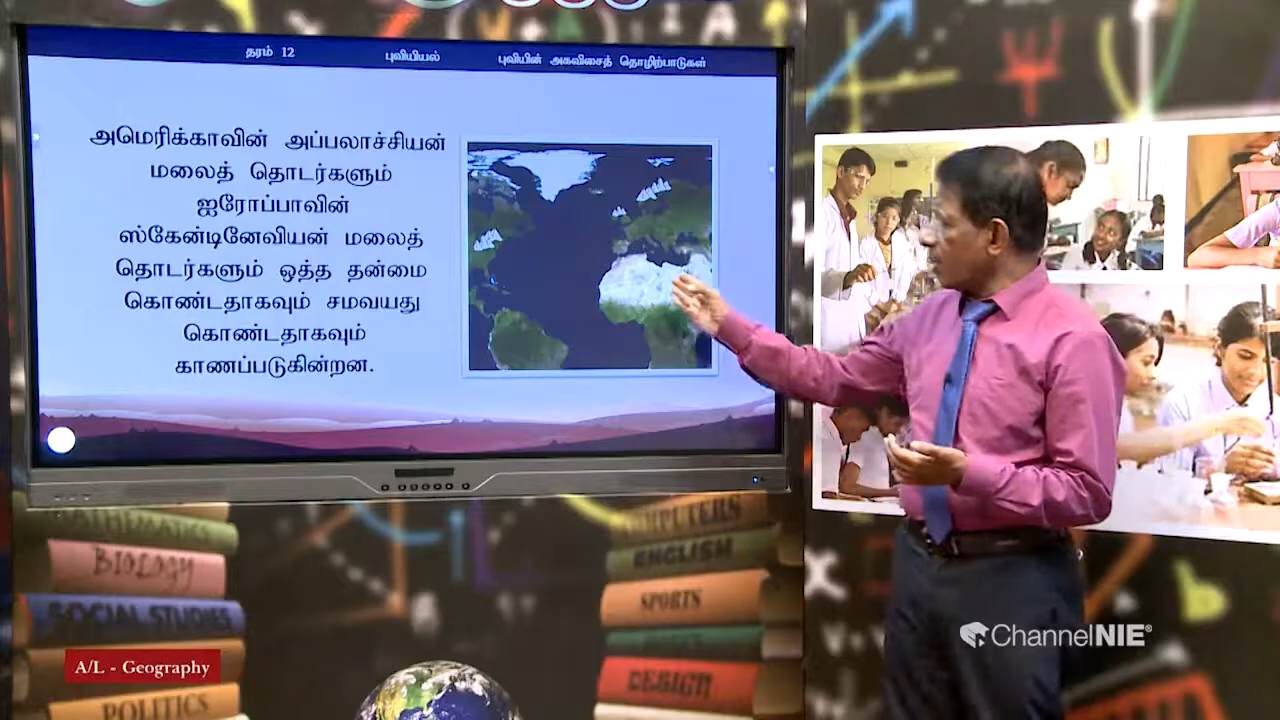 தரம் 12 புவியியல் புவியின் அகவிசைத் தொழிற்பாடுகள்
அமெரிக்காவின் அப்பலாச்சியன்
மலைத் தொடர்களும்
ஐரோப்பாவின்
ஸ்கேன்டினேவியன் மலைத்
தொடர்களும் ஒத்த தன்மை
கொண்டதாகவும் சமவயது
கொண்டதாகவும்
காணப்படுகின்றன.
MATHEMATICS
BIOLOGY
SOCIAL STUDIES
POLITICS
COMPUTERS
ENGLISH
SPORTS
DESIGN
A/L - Geography
ChannelNIE®